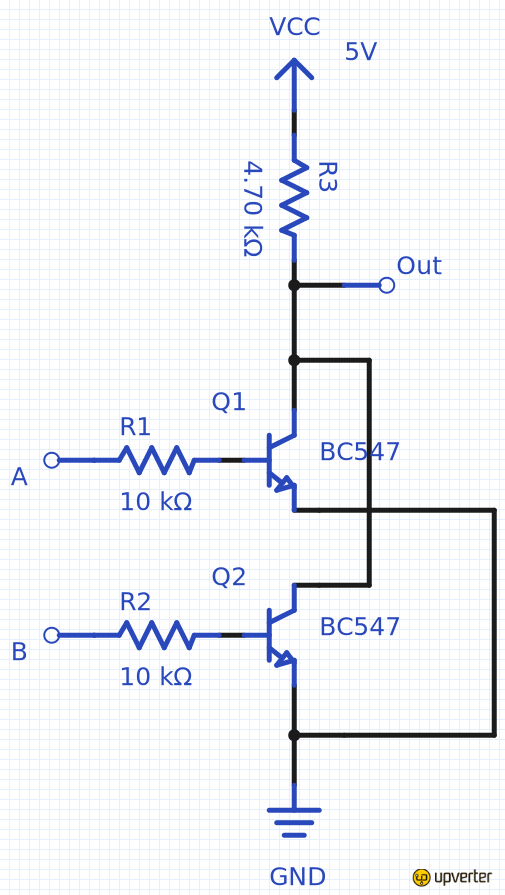 VCC
5V
R3
4.70 kΩ
Out
Q1
R1
BC547
A
10 kΩ
Q2
R2
BC547
B
10 kΩ
GND
upverter